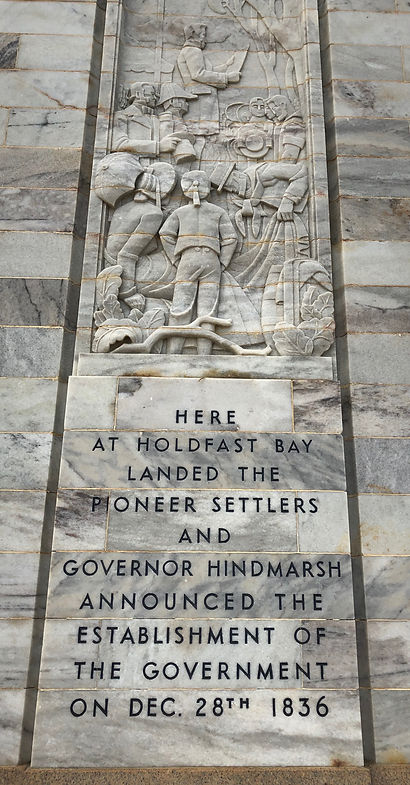 HERE
AT HOLDFAST BAY
LANDED THE
PIONEER SETTLERS
AND
GOVERNOR HINDMARSH
ANNOUNCED THE
ESTABLISHMENT OF
THE GOVERNMENT
ON DEC. 28TH 1836